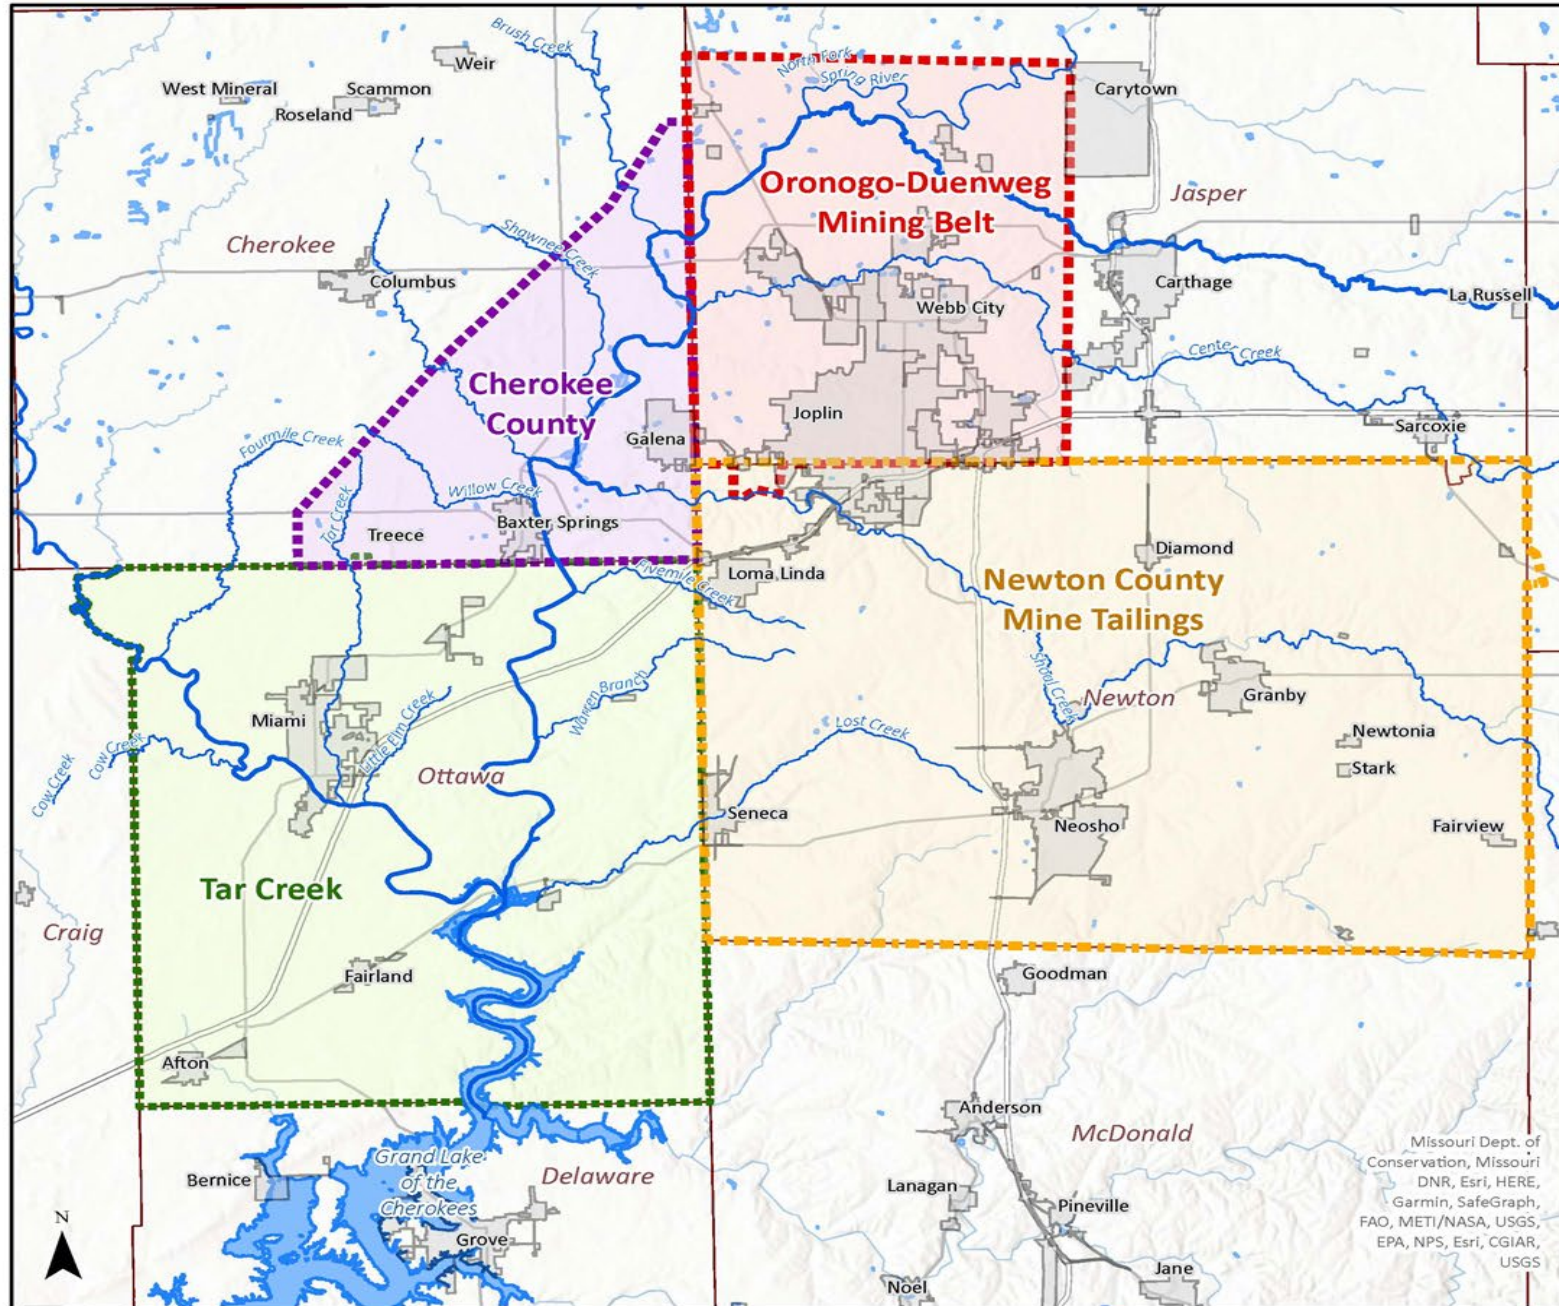 Brush Creek
Weir
North Fork
Spring River
West Mineral
Scammon
Roseland
Carytown
Oronogo-Duenweg
Mining Belt
Jasper
Cherokee
Shawnee Creek
Columbus
Carthage
Webb City
La Russell
Center Creek
Cherokee
County
Joplin
Galena
Sarcoxie
Fourmile Creek
Willow Creek
Tar Creek
Baxter Springs
Treece
Diamond
Loma Linda
Fivemile Creek
Newton County
Mine Tailings
Shoal Creek
Warren Branch
Newton
Granby
Miami
Little Elm Creek
Lost Creek
Newtonia
Cow Creek
Cow Creek
Ottawa
Stark
Seneca
Neosho
Fairview
Tar Creek
Craig
Fairland
Goodman
Afton
Anderson
McDonald
Grand Lake
of the
Cherokees
Delaware
Bernice
Lanagan
Pineville
N
Grove
Noel
Jane
Missouri Dept. of
Conservation, Missouri
DNR, Esri, HERE,
Garmin, SafeGraph,
FAO, METI/NASA, USGS,
EPA, NPS, Esri, CGIAR,
USGS